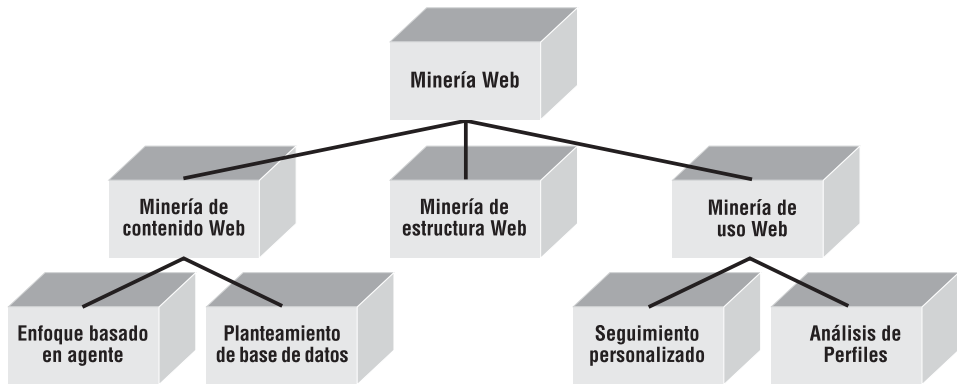 Minería Web
Minería de
contenido Web
Minería de
estructura Web
Minería de
uso Web
Enfoque basado
en agente
Planteamiento
de base de datos
Seguimiento
personalizado
Análisis de
Perfiles